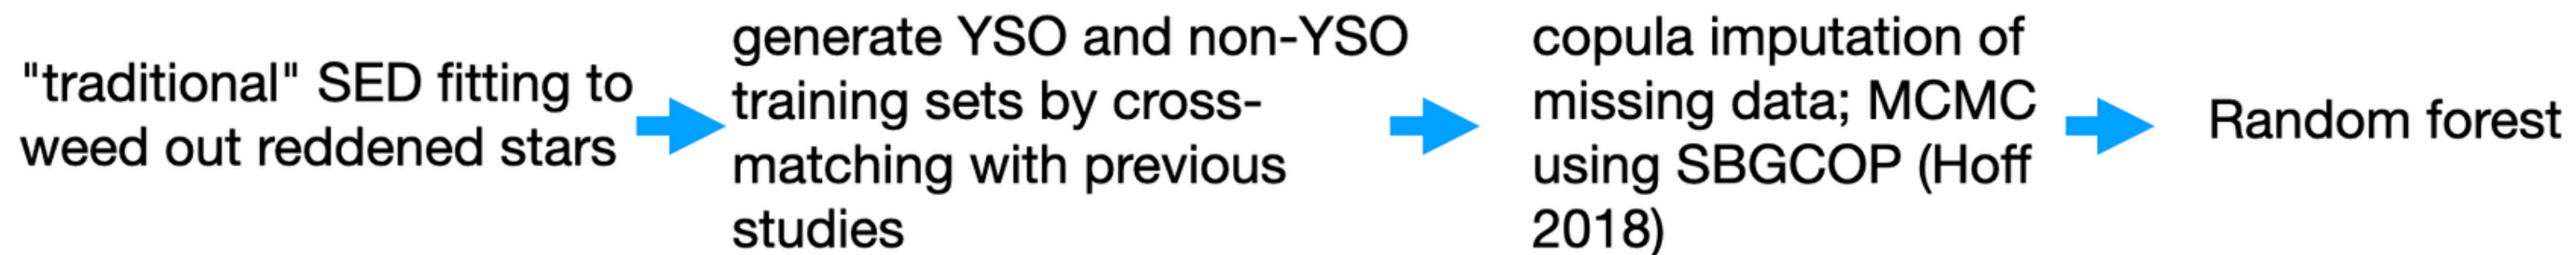 "traditional" SED fitting to
weed out reddened stars
generate YSO and non-YSO
training sets by cross-
matching with previous
studies
copula imputation of
missing data; MCMC
using SBGCOP (Hoff
2018)
Random forest